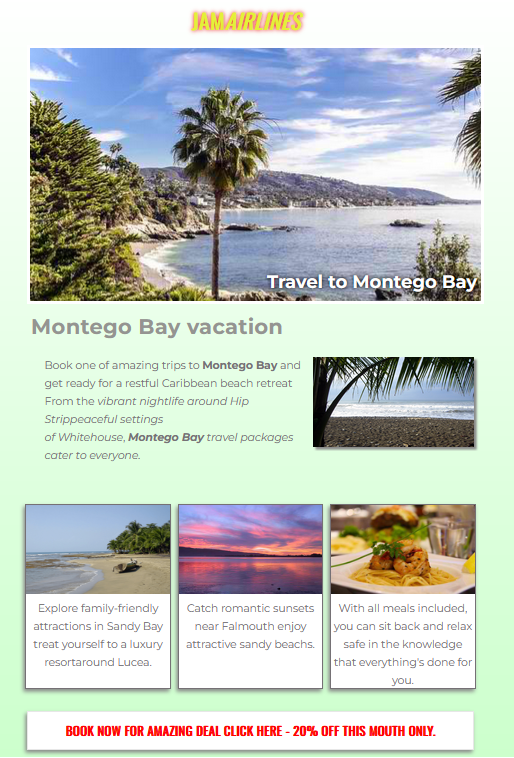 JAMAIRLINES
Travel to Montego Bay
Montego Bay vacation
Book one of amazing trips to Montego Bay and
get ready for a restful Caribbean beach retreat
From the vibrant nightlife around Hip
Strippeaceful settings
of Whitehouse, Montego Bay travel packages
cater to everyone.
Explore family-friendly
attractions in Sandy Bay
treat yourself to a luxury
resortaround Lucea.
Catch romantic sunsets
near Falmouth enjoy
attractive sandy beachs.
With all meals included,
you can sit back and relax
safe in the knowledge
that everything's done for
you.
BOOK NOW FOR AMAZING DEAL CLICK HERE - 20% OFF THIS MOUTH ONLY.